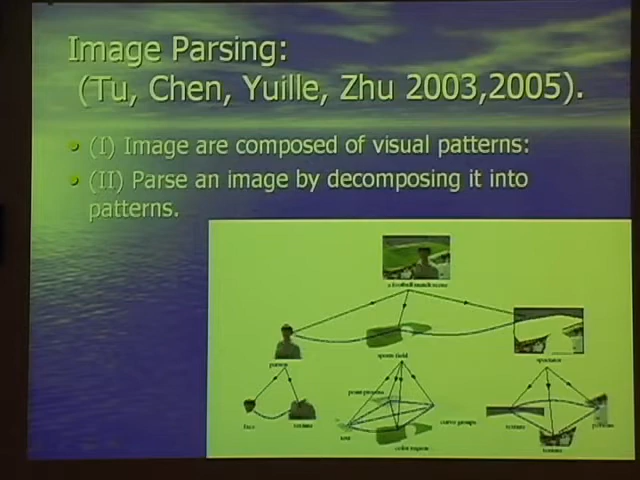 Image Parsing:
(Tu, Chen, Yuille, Zhu 2003,2005).
(I) Image are composed of visual patterns:
(II) Parse an image by decomposing it into
patterns.
a football match scene
person
sports field
spectator
point process
face
texture
curve groups
texture
persons
text
color region
texture